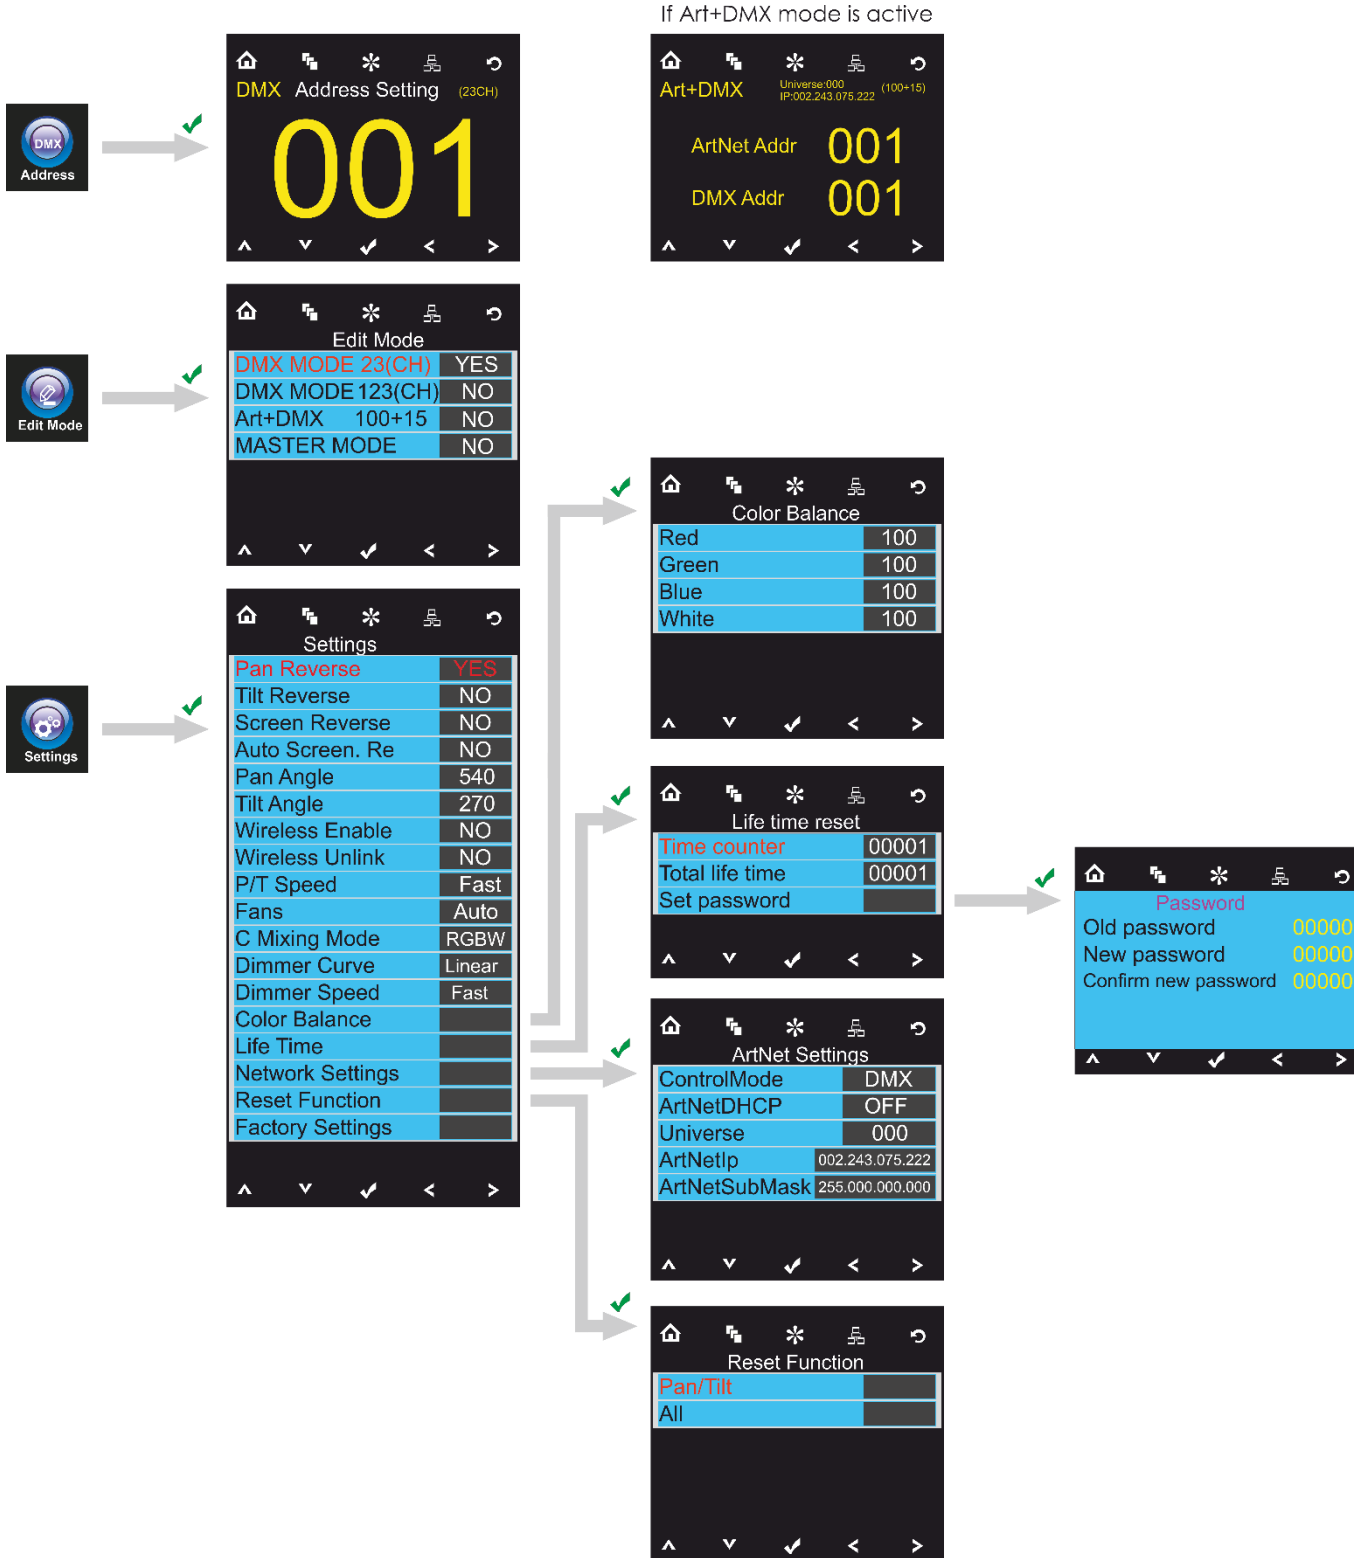 If Art+DMX mode is active
DMX Address Setting (23CH)
001
Art+DMX Universe:000 (100+15)
IP:002.243.075.222
ArtNet Addr 001
DMX Addr 001
DMX
Address
Edit Mode
DMX MODE 23(CH) YES
DMX MODE 123(CH) NO
Art+DMX 100+15 NO
MASTER MODE NO
Edit Mode
Settings
Pan Reverse YES
Tilt Reverse NO
Screen Reverse NO
Auto Screen. Re NO
Pan Angle 540
Tilt Angle 270
Wireless Enable NO
Wireless Unlink NO
P/T Speed Fast
Fans Auto
C Mixing Mode RGBW
Dimmer Curve Linear
Dimmer Speed Fast
Color Balance
Life Time
Network Settings
Reset Function
Factory Settings
Settings
Color Balance
Red 100
Green 100
Blue 100
White 100
Life time reset
Time counter 00001
Total life time 00001
Set password
Password
Old password 00000
New password 00000
Confirm new password 00000
ArtNet Settings
ControlMode DMX
ArtNetDHCP OFF
Universe 000
ArtNetIp 002.243.075.222
ArtNetSubMask 255.000.000.000
Reset Function
Pan/Tilt
All